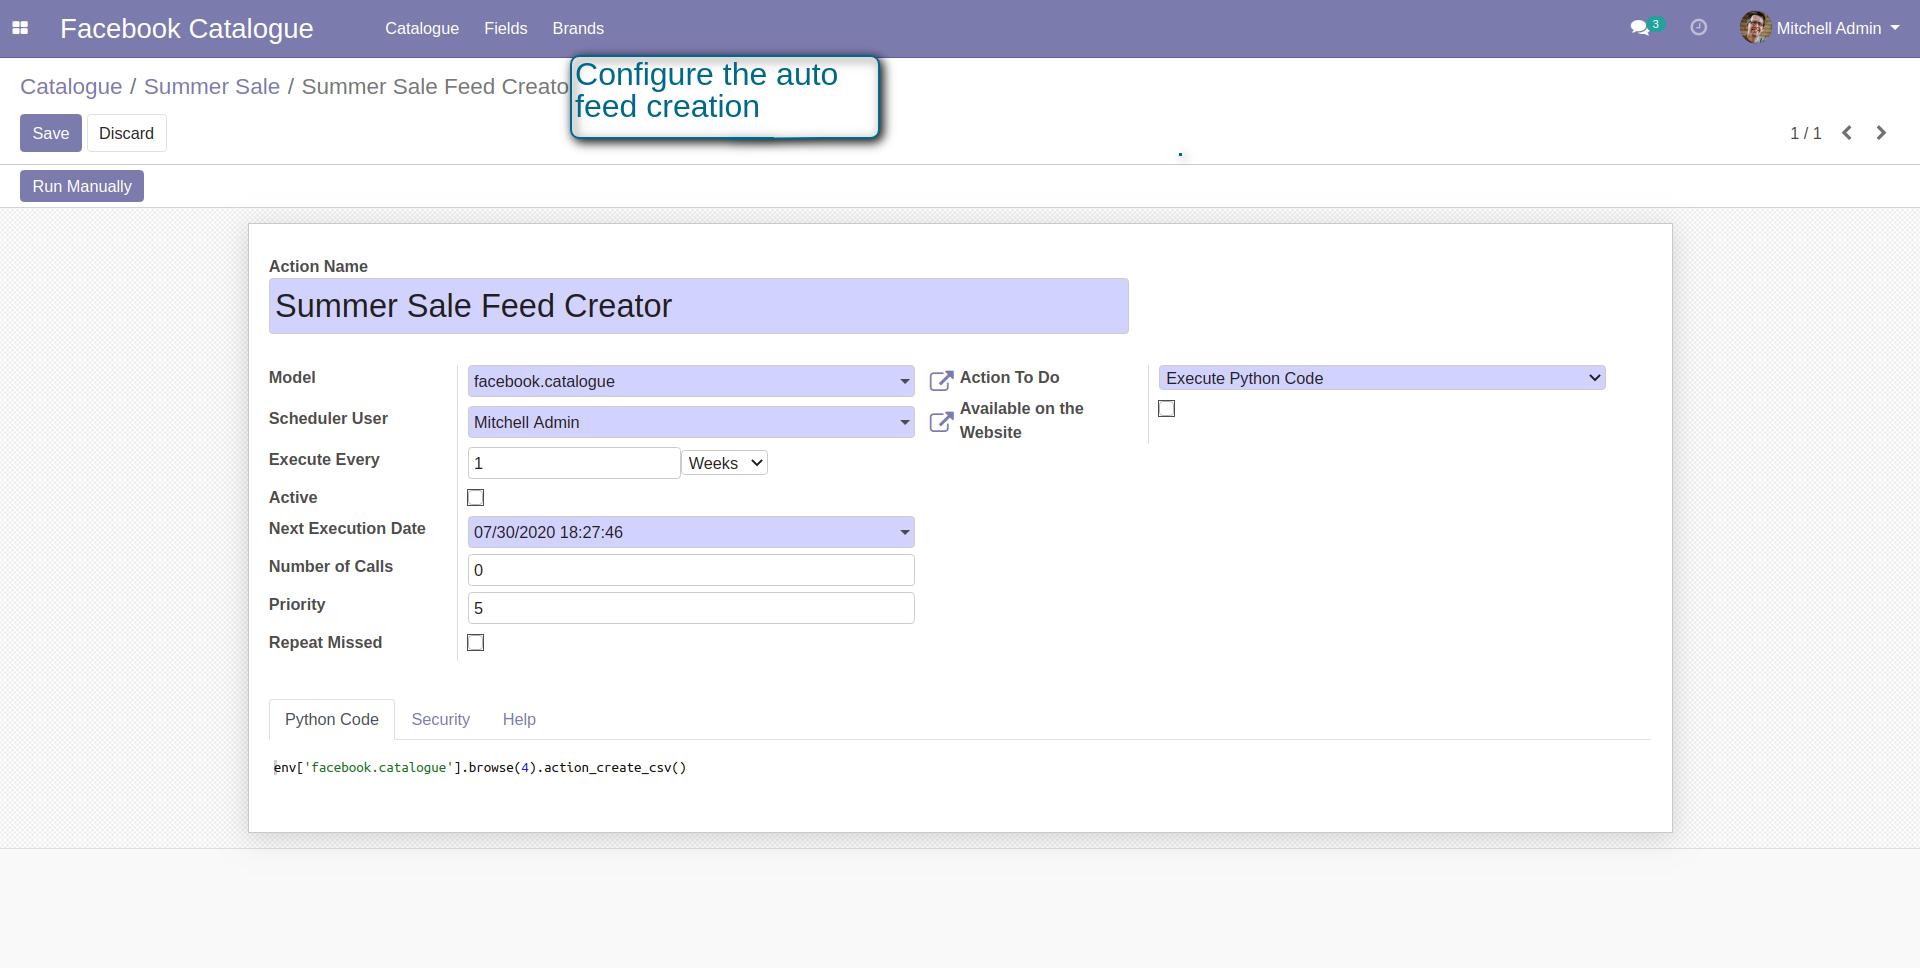 Facebook Catalogue Catalogue Fields Brands 3 Mitchell Admin
Catalogue / Summer Sale / Summer Sale Feed Creato
Configure the auto
feed creation
Save Discard 1 / 1
Run Manually
Action Name
Summer Sale Feed Creator
Model facebook.catalogue Action To Do Execute Python Code
Scheduler User Mitchell Admin Available on the
Website
Execute Every 1 Weeks
Active
Next Execution Date 07/30/2020 18:27:46
Number of Calls 0
Priority 5
Repeat Missed
Python Code Security Help
env['facebook.catalogue'].browse(4).action_create_csv()